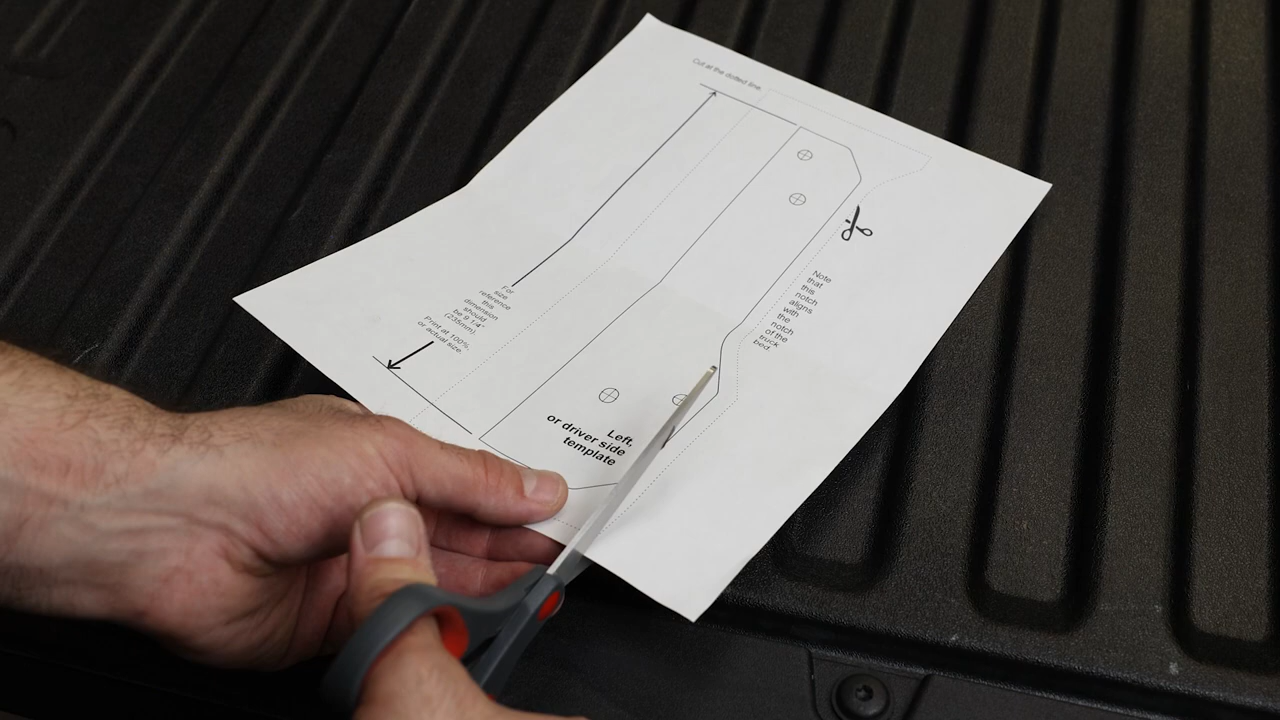 Cut at the dotted line.
For
size
reference
this
dimension
should
be 9 1/4"
(235mm).
Print at 100%,
or actual size.
Note
that
this
notch
aligns
with
the
notch
of the
truck
bed.
Left,
or driver side
template